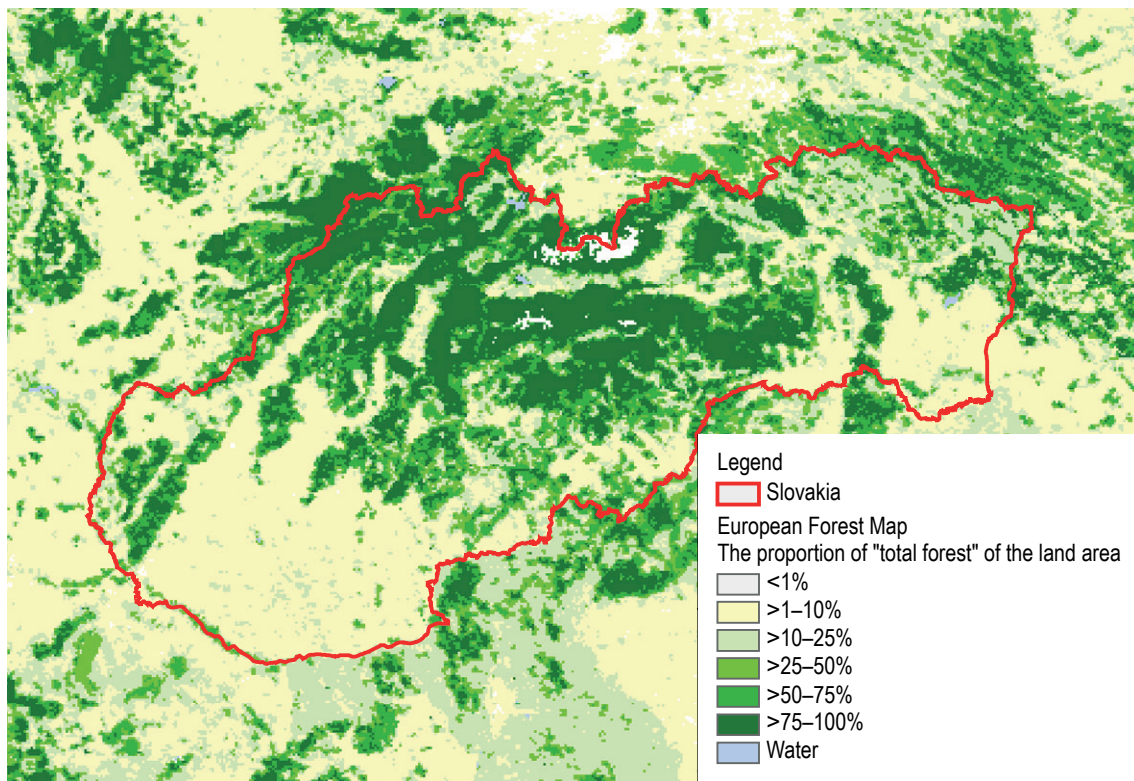 Legend
Slovakia
European Forest Map
The proportion of "total forest" of the land area
<1%
>1–10%
>10–25%
>25–50%
>50–75%
>75–100%
Water